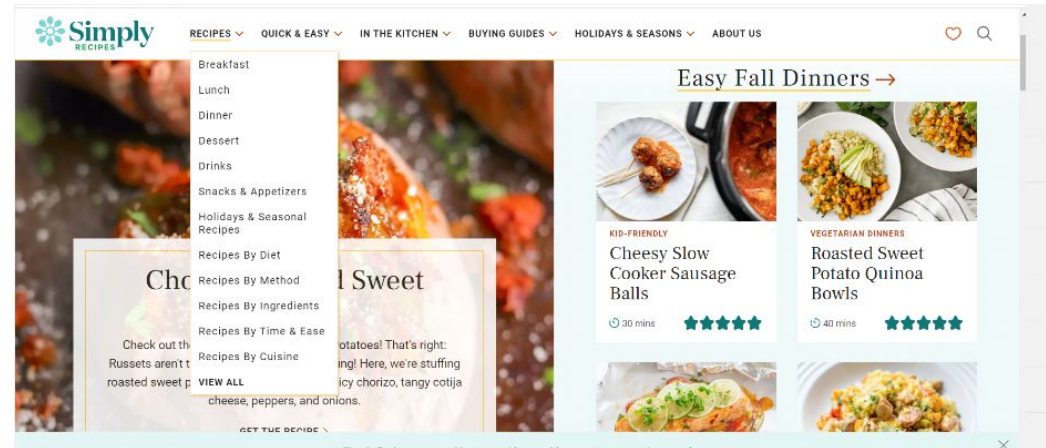 Simply
RECIPES
RECIPES
QUICK & EASY
IN THE KITCHEN
BUYING GUIDES
HOLIDAYS & SEASONS
ABOUT US
Breakfast
Lunch
Dinner
Dessert
Drinks
Snacks & Appetizers
Holidays & Seasonal
Recipes
Recipes By Diet
Recipes By Method
Recipes By Ingredients
Recipes By Time & Ease
Recipes By Cuisine
VIEW ALL
Sweet
Check out th
otatoes! That's right:
Russets aren't t
ng! Here, we're stuffing
roasted sweet p
icy chorizo, tangy cotija
cheese, peppers, and onions.
GET THE RECIPE >
Easy Fall Dinners →
KID-FRIENDLY
Cheesy Slow
Cooker Sausage
Balls
30 mins
VEGETARIAN DINNERS
Roasted Sweet
Potato Quinoa
Bowls
40 mins